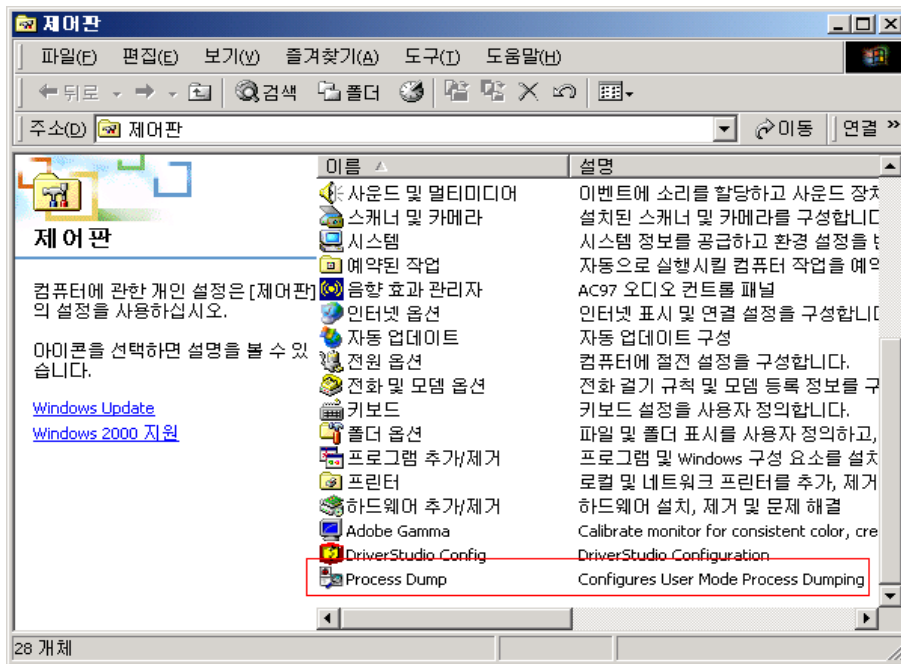 제어판
파일(F) 편집(E) 보기(V) 즐겨찾기(A) 도구(T) 도움말(H)
뒤로 검색 폴더
주소(D) 제어판 이동 연결 »
제어판
컴퓨터에 관한 개인 설정은 [제어판]
의 설정을 사용하십시오.
아이콘을 선택하면 설명을 볼 수 있
습니다.
Windows Update
Windows 2000 지원
이름 설명
사운드 및 멀티미디어 이벤트에 소리를 할당하고 사운드 장치
스캐너 및 카메라 설치된 스캐너 및 카메라를 구성합니다
시스템 시스템 정보를 공급하고 환경 설정을
예약된 작업 자동으로 실행시킬 컴퓨터 작업을 예약
음향 효과 관리자 AC97 오디오 컨트롤 패널
인터넷 옵션 인터넷 표시 및 연결 설정을 구성합니다
자동 업데이트 자동 업데이트 구성
전원 옵션 컴퓨터에 절전 설정을 구성합니다.
전화 및 모뎀 옵션 전화 걸기 규칙 및 모뎀 등록 정보를 구
키보드 키보드 설정을 사용자 정의합니다.
폴더 옵션 파일 및 폴더 표시를 사용자 정의하고,
프로그램 추가/제거 프로그램 및 Windows 구성 요소를 설치
프린터 로컬 및 네트워크 프린터를 추가, 제거
하드웨어 추가/제거 하드웨어 설치, 제거 및 문제 해결
Adobe Gamma Calibrate monitor for consistent color, cre
DriverStudio Config DriverStudio Configuration
Process Dump Configures User Mode Process Dumping
28 개체